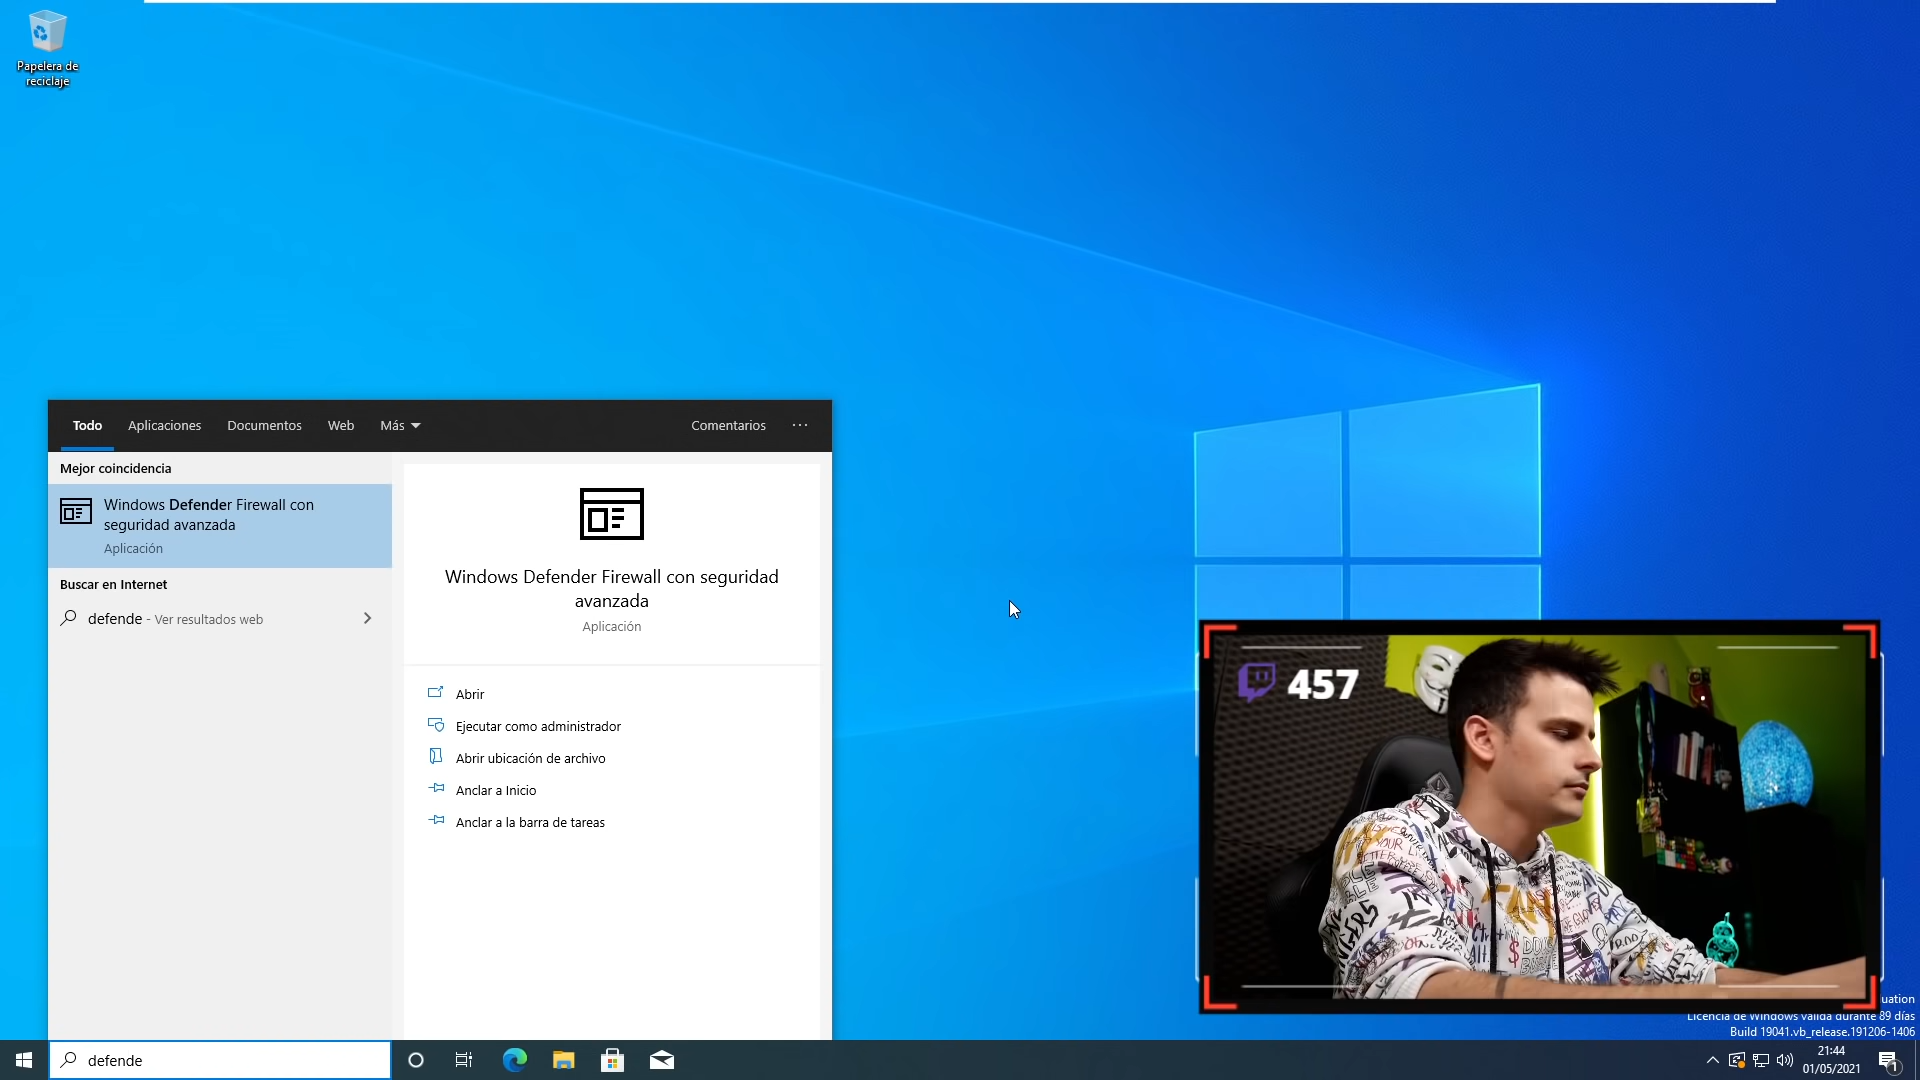 Papelera de
reciclaje
Todo
Aplicaciones
Documentos
Web
Más
Comentarios
Mejor coincidencia
Windows Defender Firewall con
seguridad avanzada
Aplicación
Buscar en Internet
defende - Ver resultados web
Windows Defender Firewall con seguridad
avanzada
Aplicación
Abrir
Ejecutar como administrador
Abrir ubicación de archivo
Anclar a Inicio
Anclar a la barra de tareas
457
uation
Licencia de Windows válida durante 89 días
Build 19041.vb_release.191206-1406
defende
21:44
01/05/2021
1